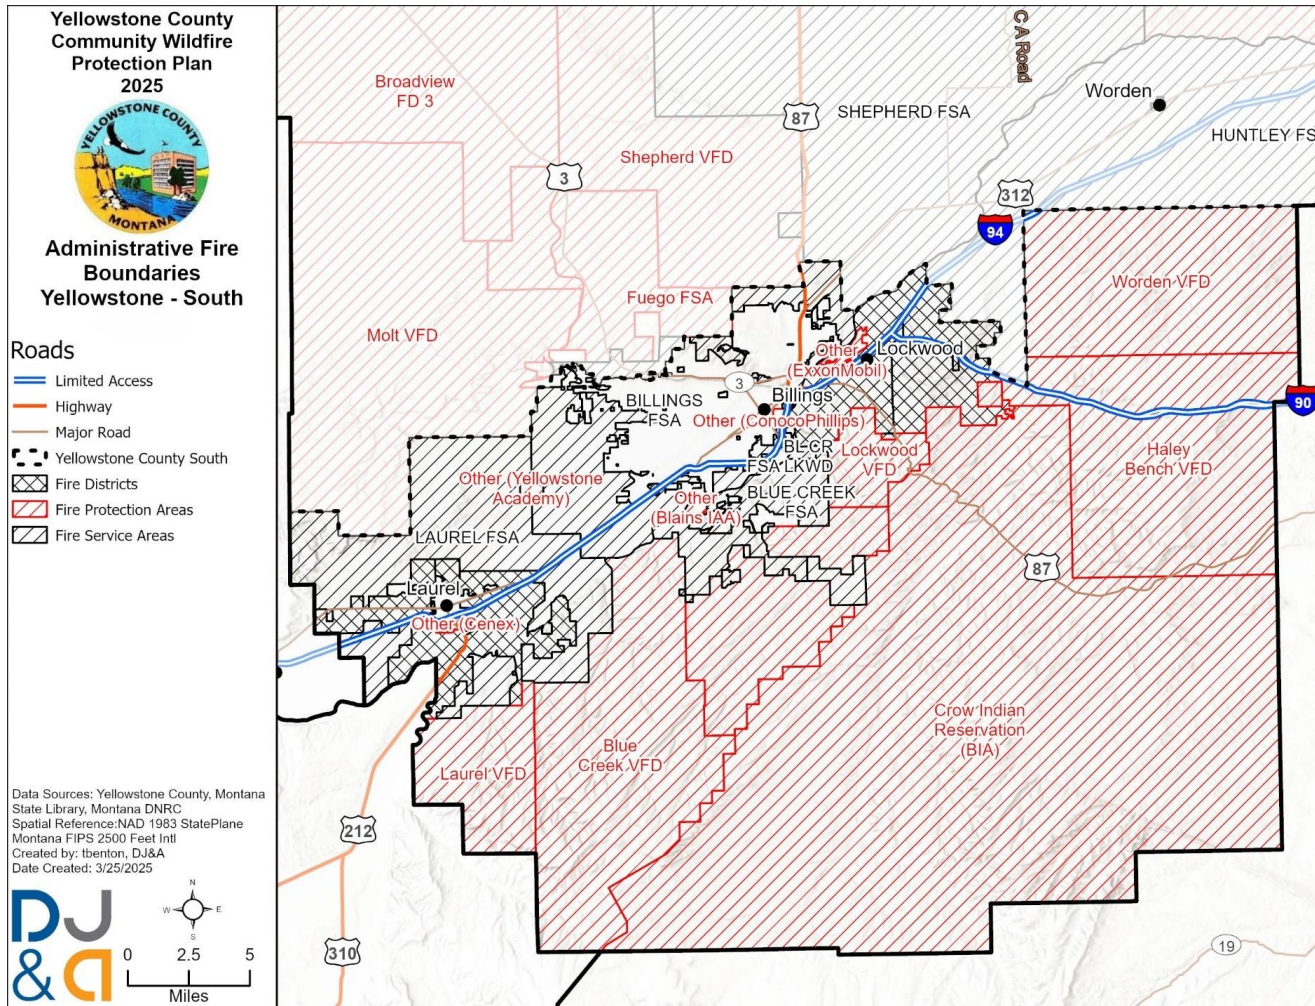 Yellowstone County
Community Wildfire
Protection Plan
2025
YELLOWSTONE COUNTY
MONTANA
Administrative Fire
Boundaries
Yellowstone - South
Roads
Limited Access
Highway
Major Road
Yellowstone County South
Fire Districts
Fire Protection Areas
Fire Service Areas
Data Sources: Yellowstone County, Montana
State Library, Montana DNRC
Spatial Reference:NAD 1983 StatePlane
Montana FIPS 2500 Feet Intl
Created by: tbenton, DJ&A
Date Created: 3/25/2025
DJ
&a
N
W
E
S
0 2.5 5
Miles
C A Road
Broadview
FD 3
Worden
87
SHEPHERD FSA
HUNTLEY FS
Shepherd VFD
3
312
94
Worden VFD
Fuego FSA
Molt VFD
Other
(ExxonMobil)
Lockwood
3
Billings
90
BILLINGS
FSA
Other (ConocoPhillips)
BL CR
FSA LKWD
Lockwood
VFD
Haley
Bench VFD
Other (Yellowstone
Academy)
Other
(Blains IAA)
BLUE CREEK
FSA
LAUREL FSA
87
Laurel
Other (Cenex)
Crow Indian
Reservation
(BIA)
Blue
Creek VFD
Laurel VFD
212
310
19